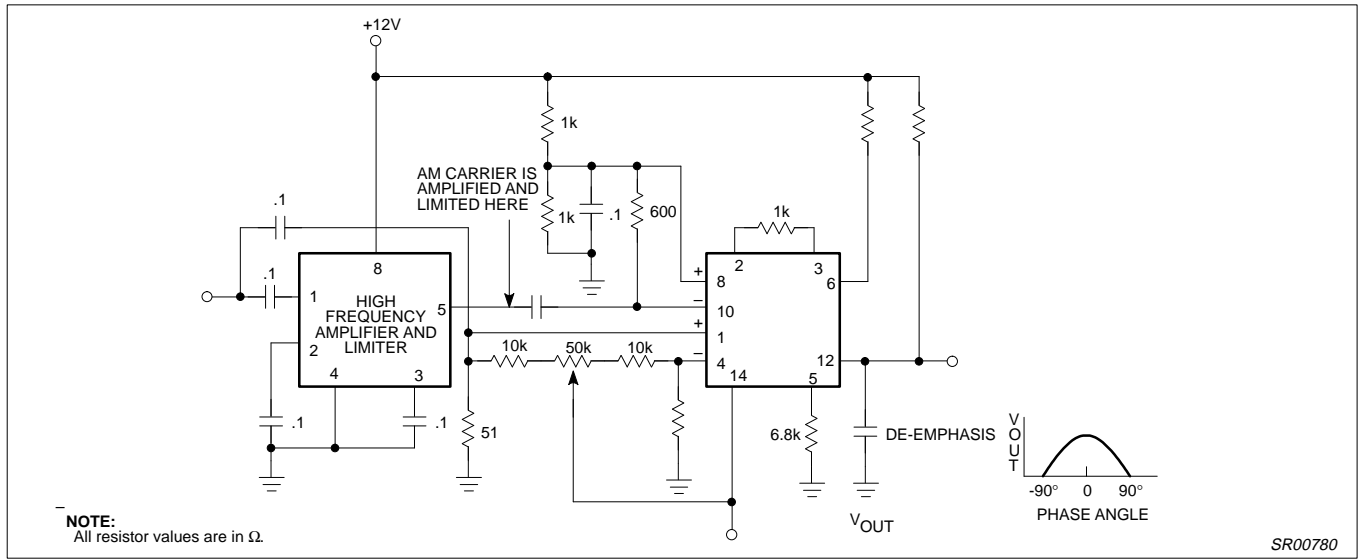 +12V
1k
AM CARRIER IS
AMPLIFIED AND
LIMITED HERE
.1
1k
.1
600
1k
.1
8
2
3
8
6
1
HIGH
FREQUENCY
AMPLIFIER AND
LIMITER
5
10
+
−
+
−
1
2
10k
50k
10k
4
12
4
3
14
5
.1
.1
51
6.8k
DE-EMPHASIS
VOUT
-90° 0 90°
PHASE ANGLE
VOUT
NOTE:
All resistor values are in Ω.
SR00780